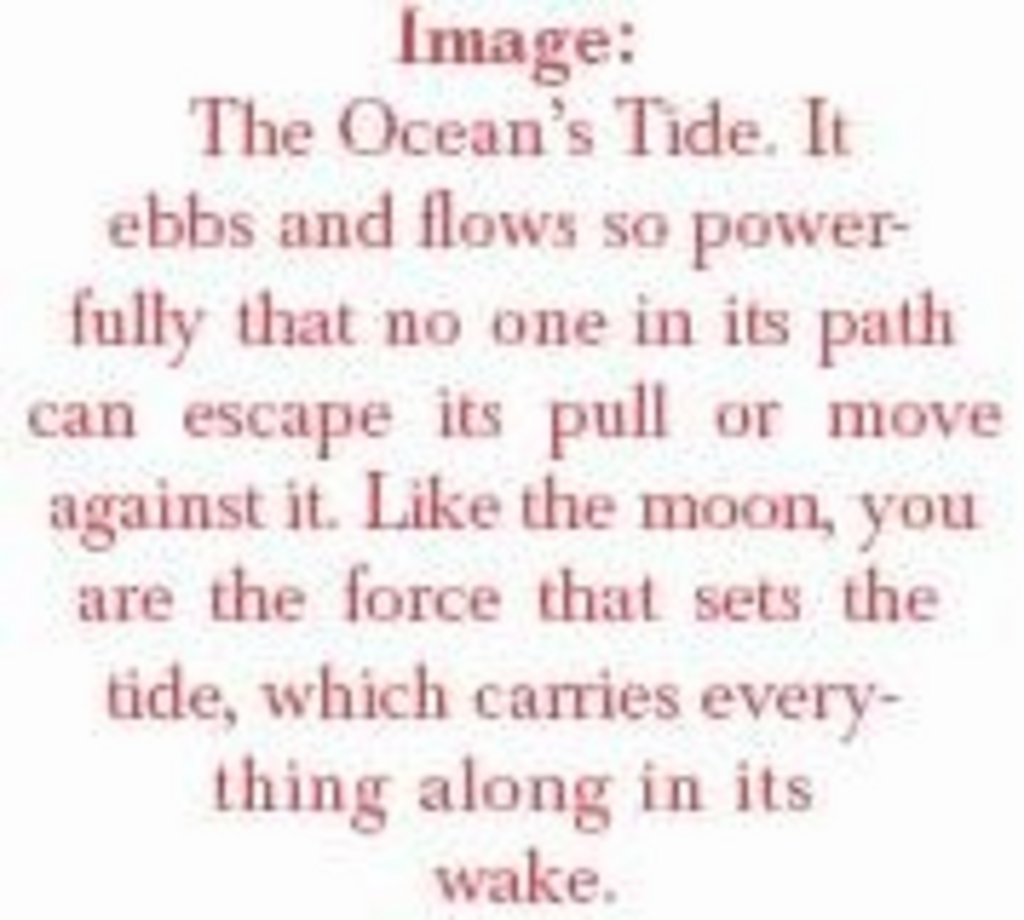 Image:
The Ocean's Tide. It
ebbs and flows so power-
fully that no one in its path
can escape its pull or move
against it. Like the moon, you
are the force that sets the
tide, which carries every-
thing along in its
wake.